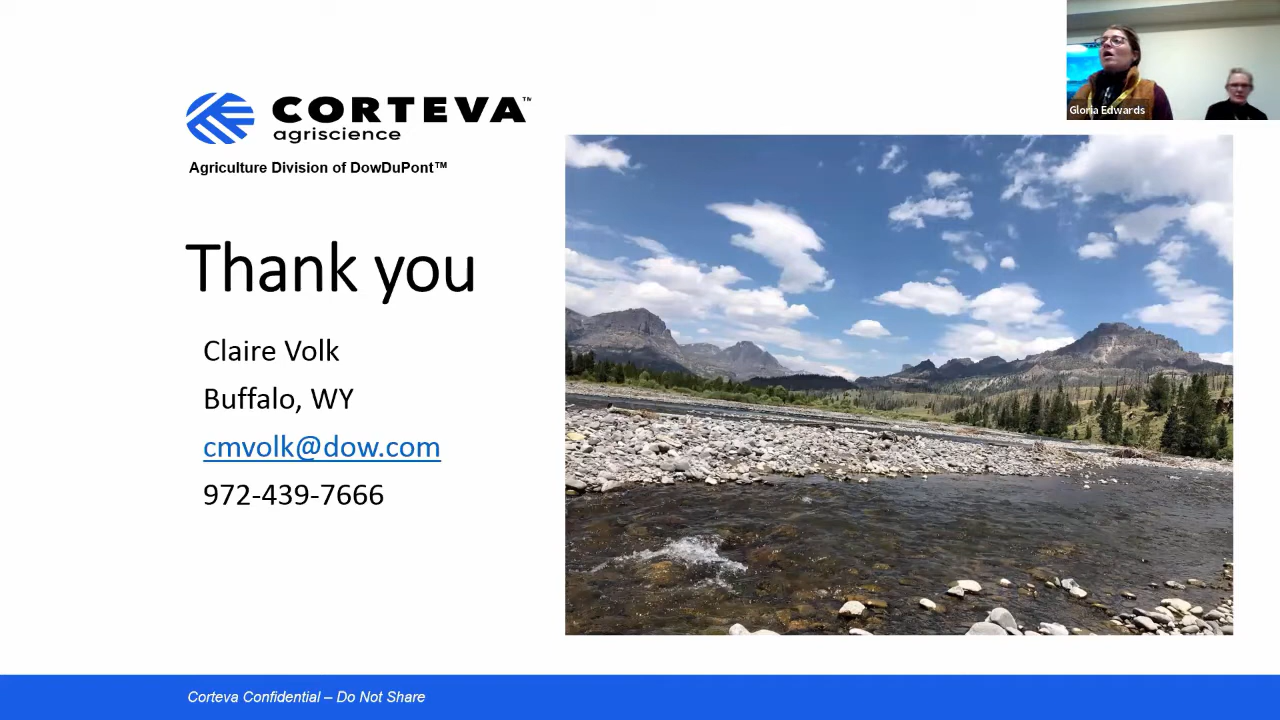 CORTEVA™
agriscience
Agriculture Division of DowDuPont™
Thank you
Claire Volk
Buffalo, WY
cmvolk@dow.com
972-439-7666
Gloria Edwards
Corteva Confidential – Do Not Share